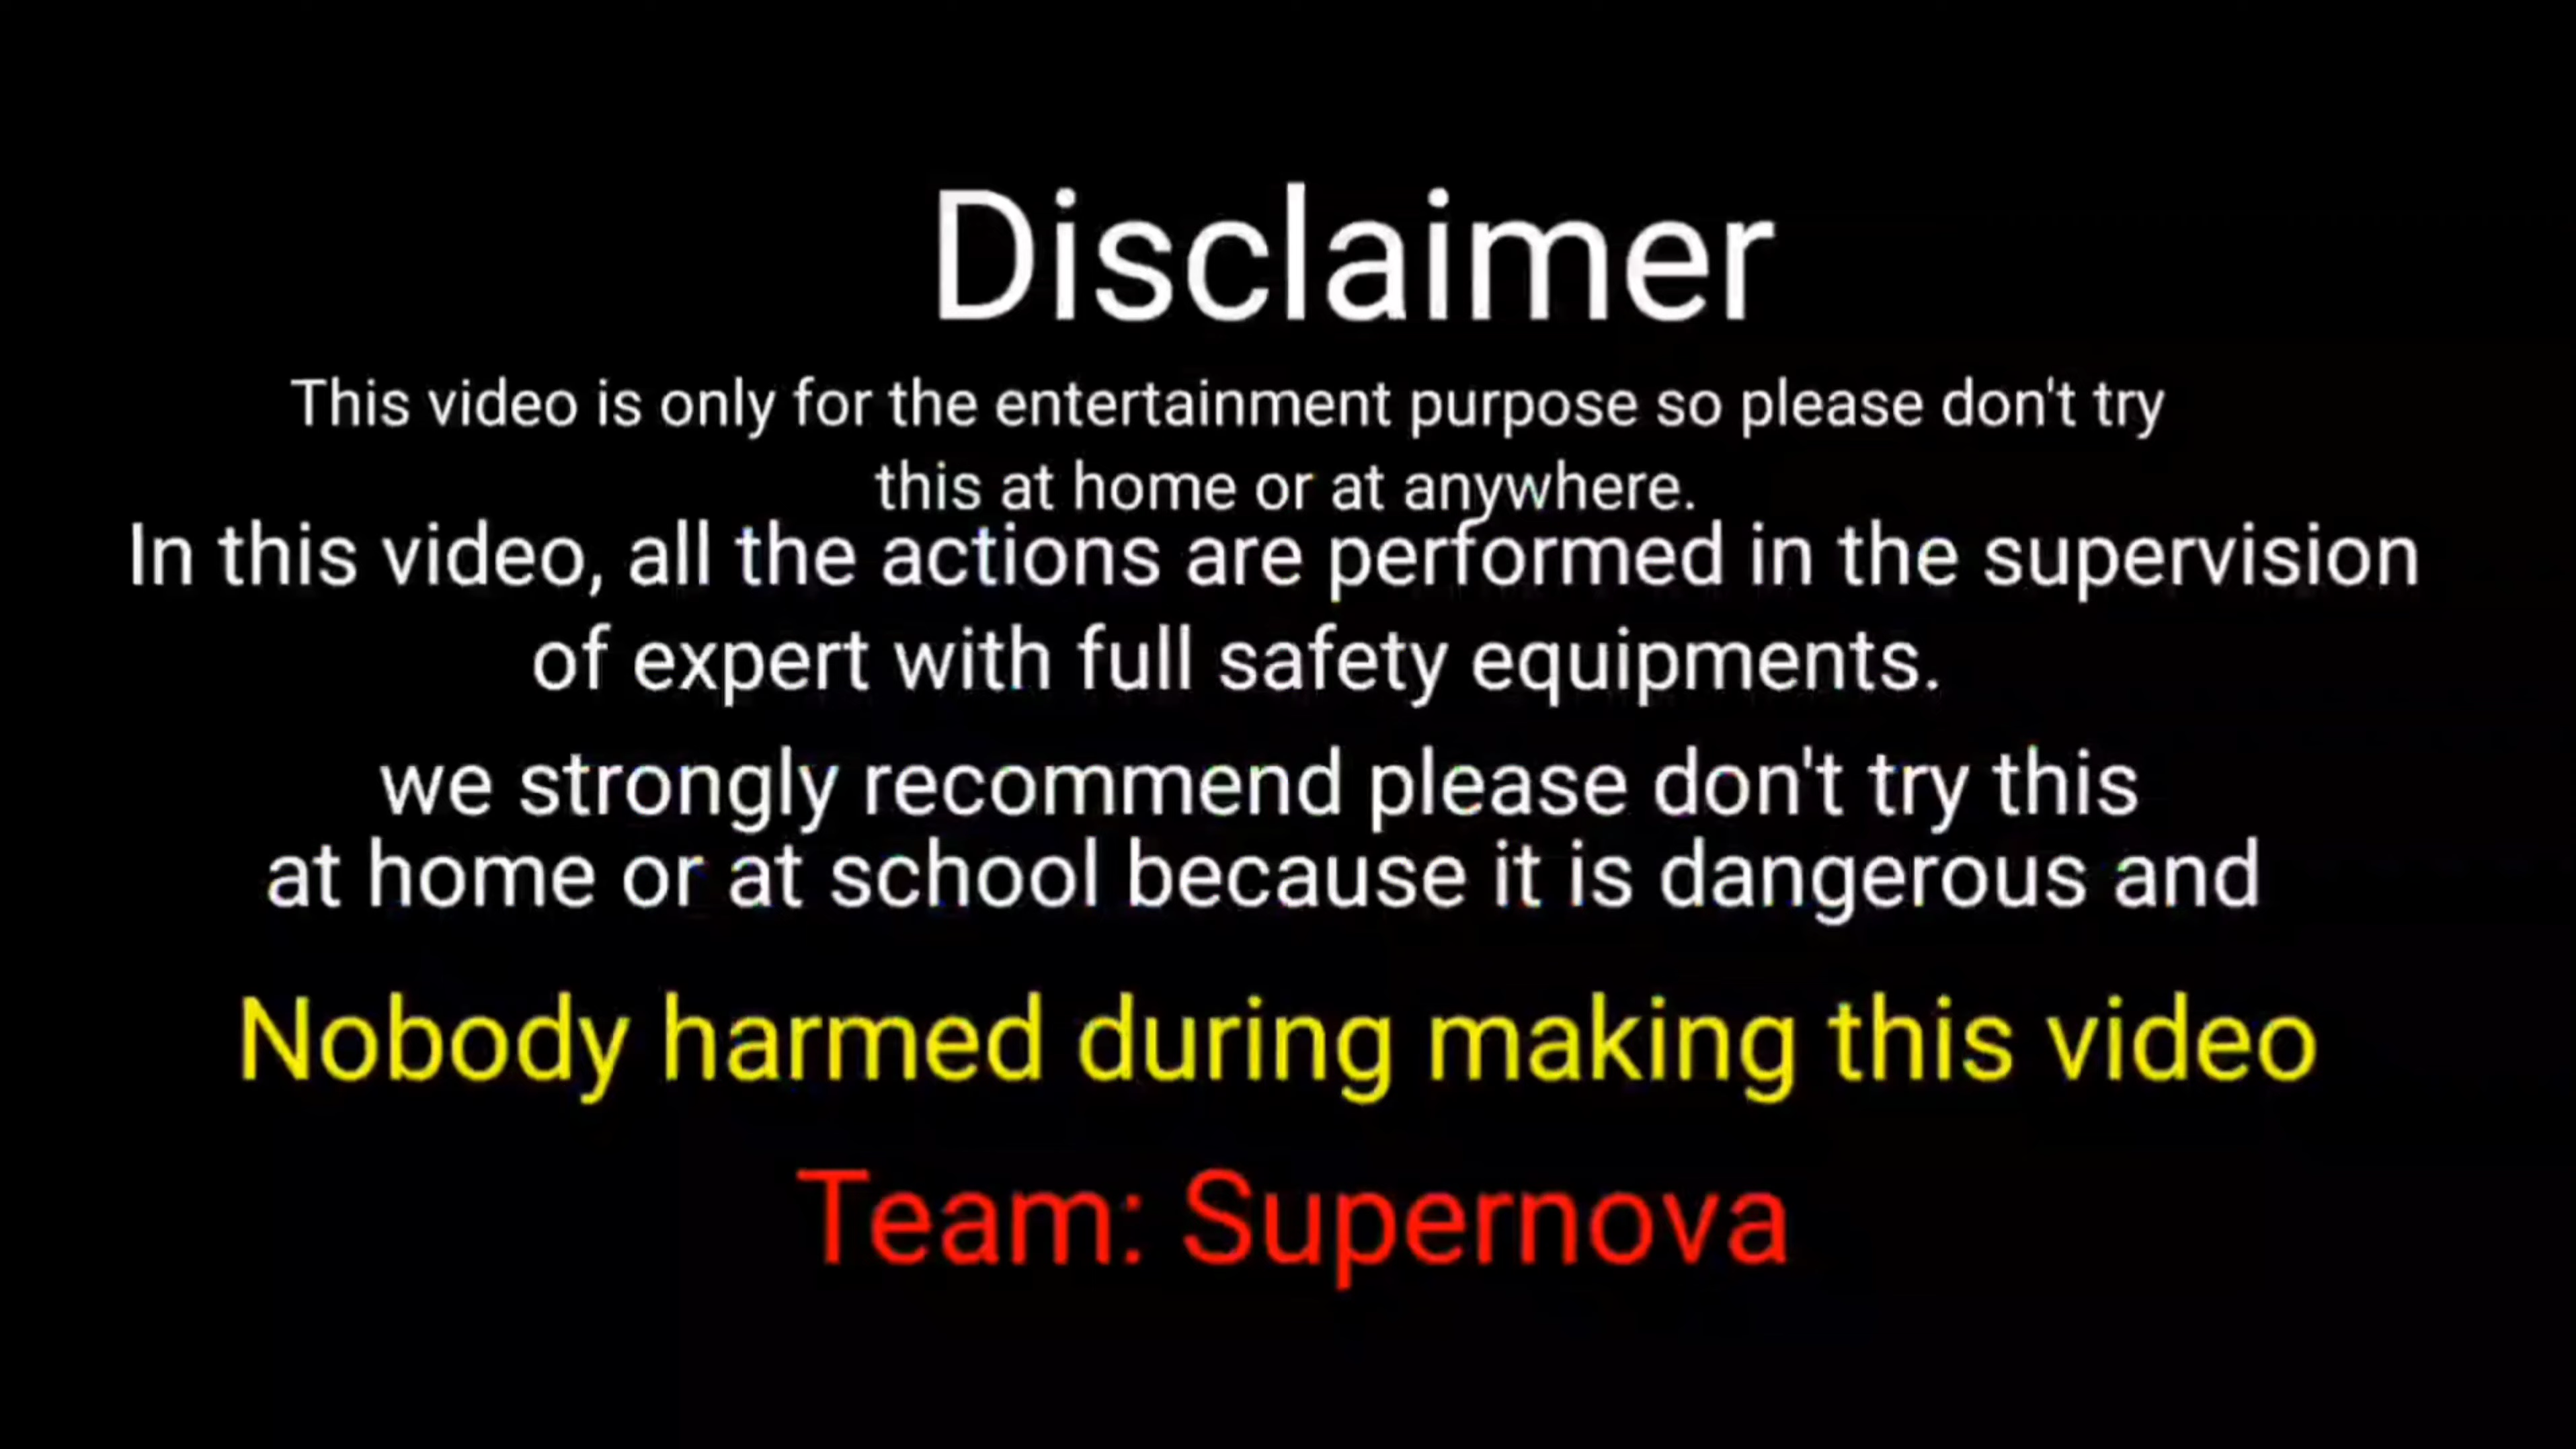 Disclaimer
This video is only for the entertainment purpose so please don't try
this at home or at anywhere.
In this video, all the actions are performed in the supervision
of expert with full safety equipments.
we strongly recommend please don't try this
at home or at school because it is dangerous and
Nobody harmed during making this video
Team: Supernova